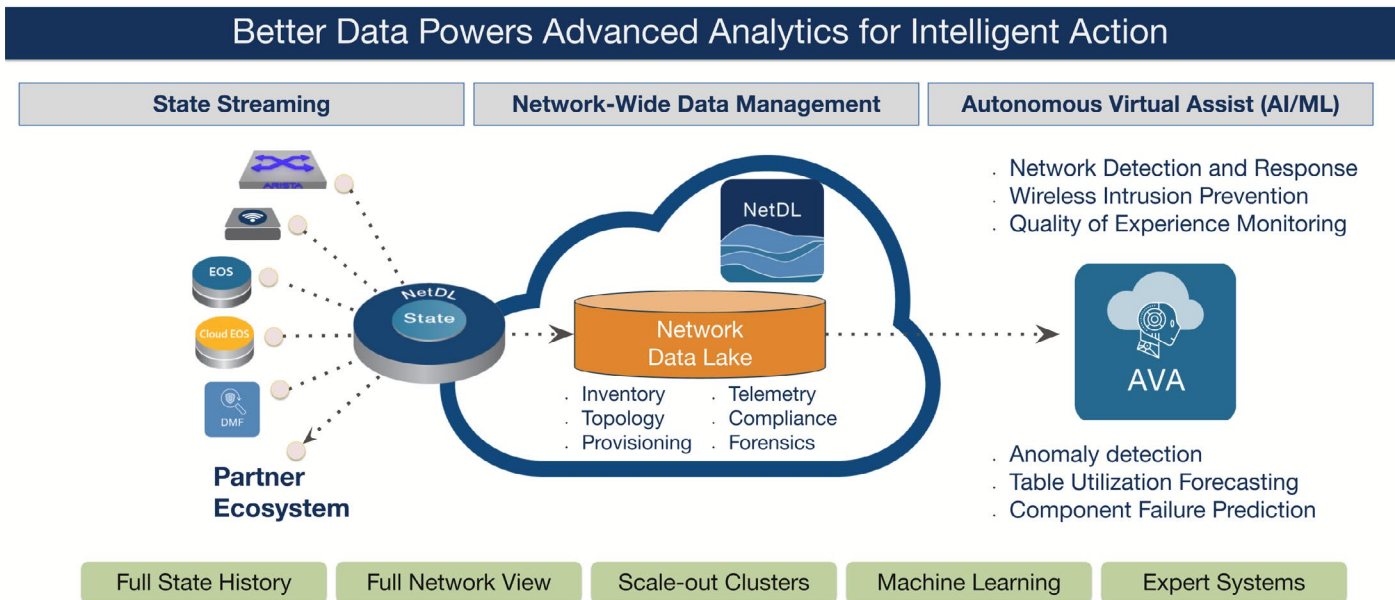 Better Data Powers Advanced Analytics for Intelligent Action
State Streaming
Network-Wide Data Management
Autonomous Virtual Assist (AI/ML)
ARISTA
EOS
Cloud EOS
DMF
Partner
Ecosystem
NetDL
State
NetDL
Network
Data Lake
. Inventory
. Topology
. Provisioning
. Telemetry
. Compliance
. Forensics
. Network Detection and Response
. Wireless Intrusion Prevention
. Quality of Experience Monitoring
AVA
. Anomaly detection
. Table Utilization Forecasting
. Component Failure Prediction
Full State History
Full Network View
Scale-out Clusters
Machine Learning
Expert Systems